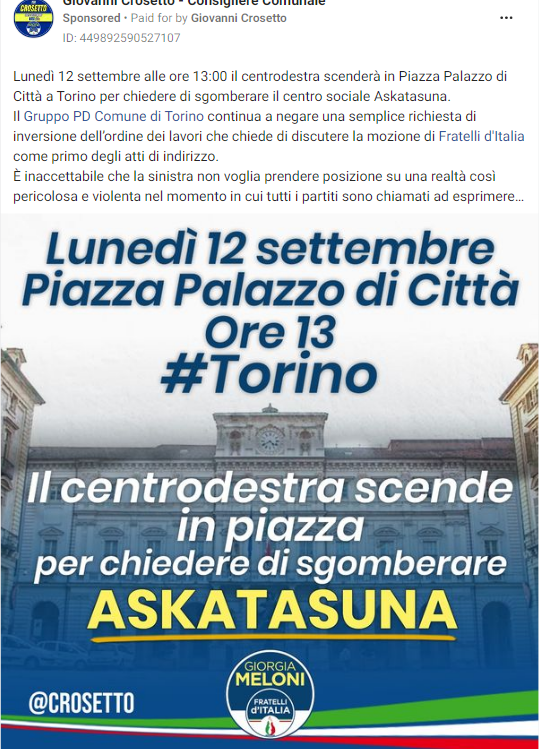 Giovanni Crosetto - Consigliere Comunale
Sponsored • Paid for by Giovanni Crosetto
ID: 449892590527107
Lunedì 12 settembre alle ore 13:00 il centrodestra scenderà in Piazza Palazzo di
Città a Torino per chiedere di sgomberare il centro sociale Askatasuna.
Il Gruppo PD Comune di Torino continua a negare una semplice richiesta di
inversione dell'ordine dei lavori che chiede di discutere la mozione di Fratelli d'Italia
come primo degli atti di indirizzo.
È inaccettabile che la sinistra non voglia prendere posizione su una realtà così
pericolosa e violenta nel momento in cui tutti i partiti sono chiamati ad esprimere...
Lunedì 12 settembre
Piazza Palazzo di Città
Ore 13
#Torino
Il centrodestra scende
in piazza
per chiedere di sgomberare
ASKATASUNA
GIORGIA
MELONI
FRATELLI
d'ITALIA
@CROSETTO